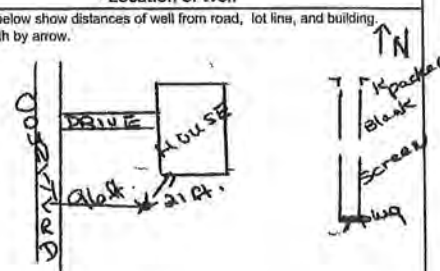 Location of Well
below show distances of well from road, lot line, and building.
th by arrow.
N
K packer
Blank
Screen
plug
DRIVE
HOUSE
21 ft.
RD